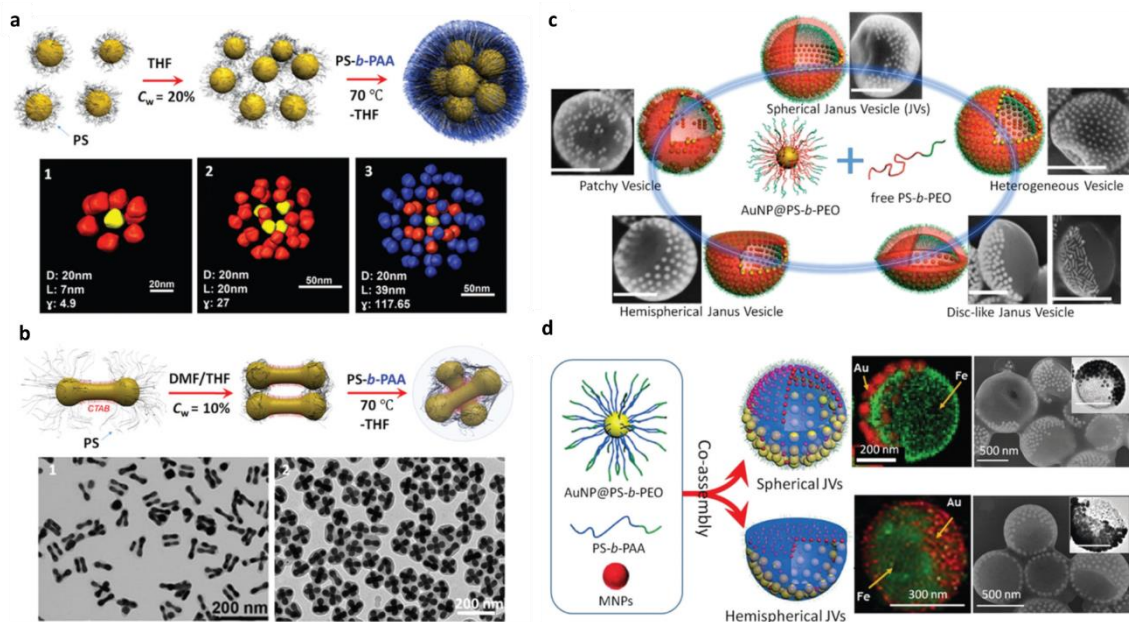 a
THF
C_w = 20%
PS-b-PAA
70 °C
-THF
PS
1
D: 20nm
L: 7nm
ɣ: 4.9
20nm
2
D: 20nm
L: 20nm
ɣ: 27
50nm
3
D: 20nm
L: 39nm
ɣ: 117.65
50nm
b
CTAB
PS
DMF/THF
C_w = 10%
PS-b-PAA
70 °C
-THF
1
200 nm
2
200 nm
c
Spherical Janus Vesicle (JVs)
Patchy Vesicle
AuNP@PS-b-PEO
free PS-b-PEO
Heterogeneous Vesicle
Hemispherical Janus Vesicle
Disc-like Janus Vesicle
d
AuNP@PS-b-PEO
PS-b-PAA
MNPs
Co-assembly
Spherical JVs
Hemispherical JVs
Au
Fe
200 nm
500 nm
Au
Fe
300 nm
500 nm